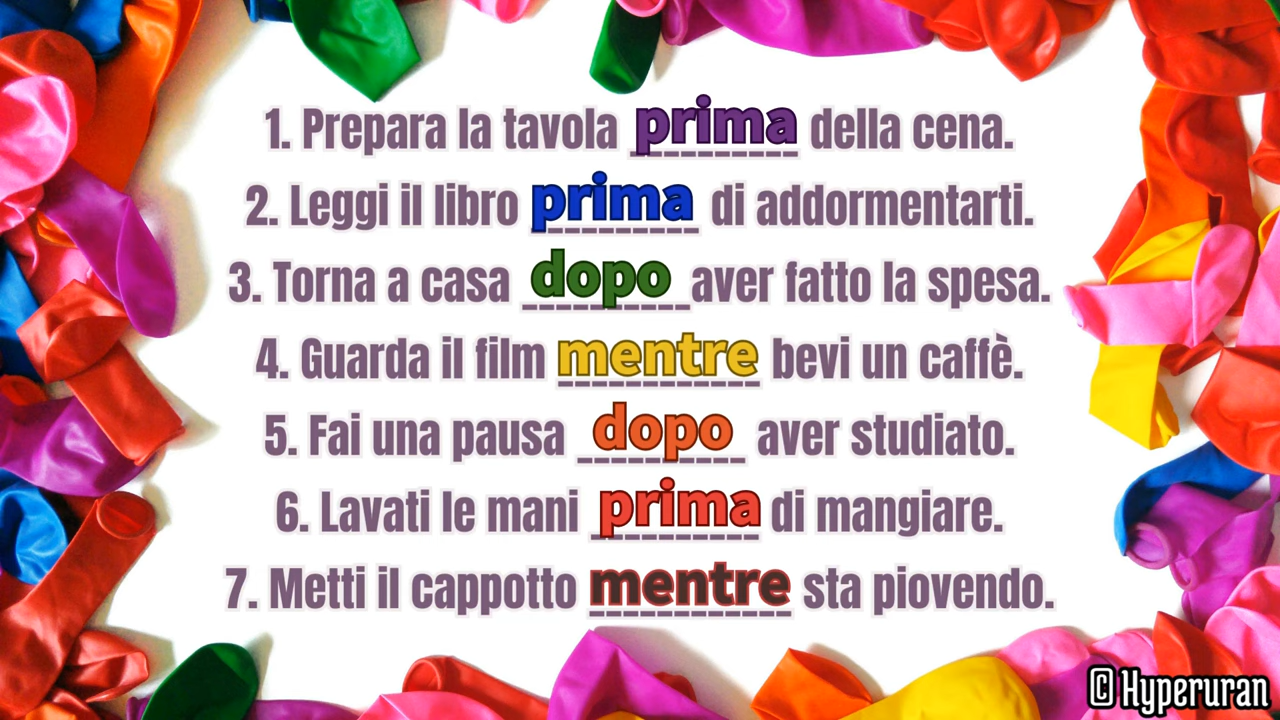 1. Prepara la tavola prima della cena.
2. Leggi il libro prima di addormentarti.
3. Torna a casa dopo aver fatto la spesa.
4. Guarda il film mentre bevi un caffè.
5. Fai una pausa dopo aver studiato.
6. Lavati le mani prima di mangiare.
7. Metti il cappotto mentre sta piovendo.
© Hyperuran